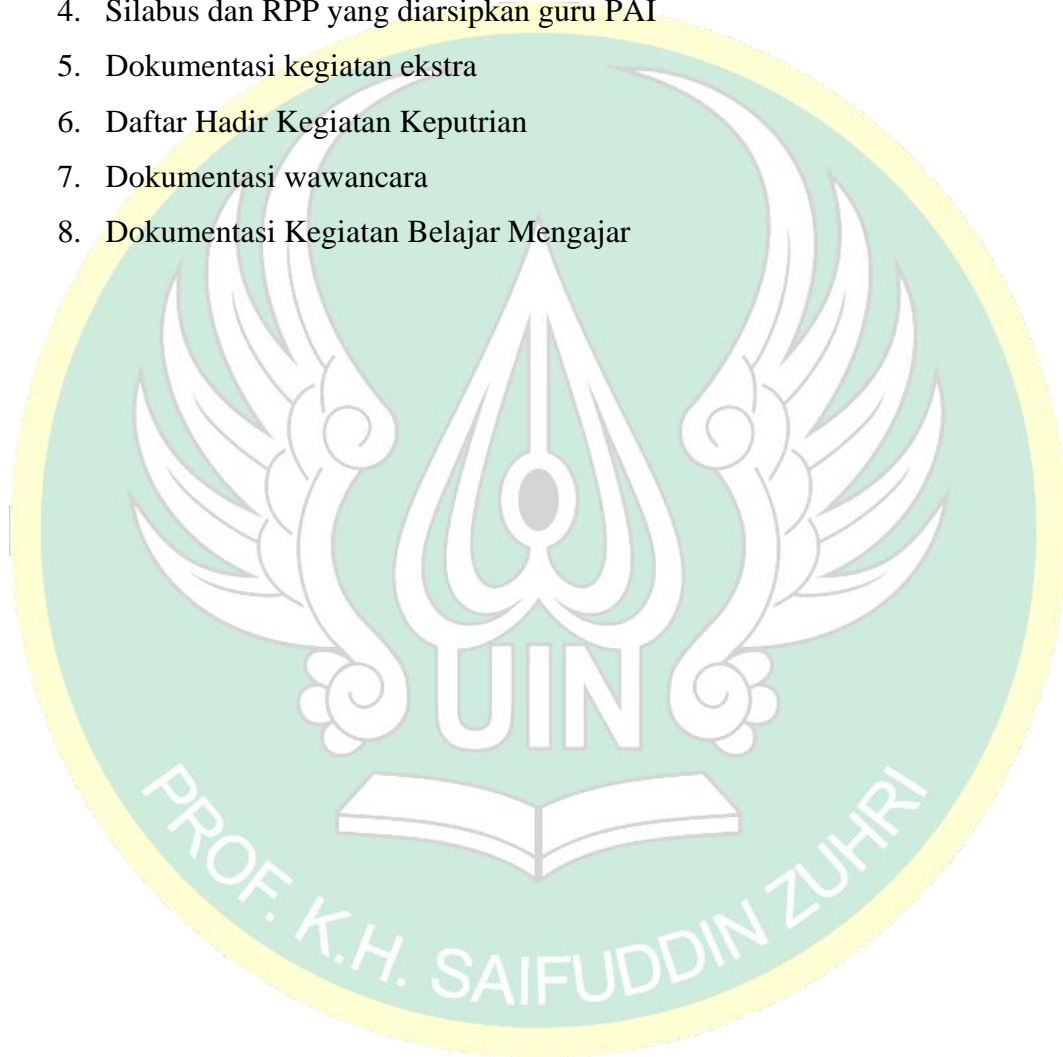 4. Silabus dan RPP yang diarsipkan guru PAI
5. Dokumentasi kegiatan ekstra
6. Daftar Hadir Kegiatan Keputrian
7. Dokumentasi wawancara
8. Dokumentasi Kegiatan Belajar Mengajar
UIN
PROF. K.H. SAIFUDDIN ZUHRI